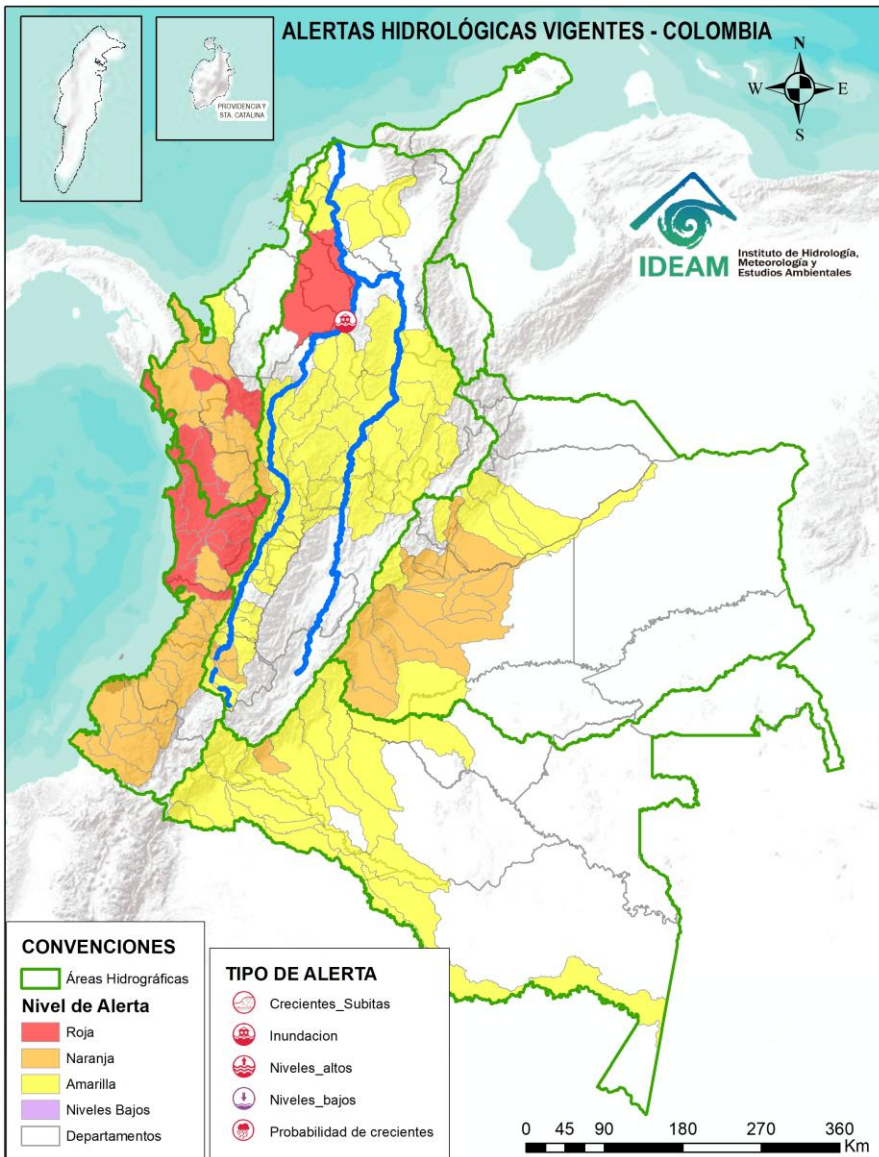 ALERTAS HIDROLÓGICAS VIGENTES - COLOMBIA
PROVIDENCIA Y
STA. CATALINA
N
W E
S
IDEAM
Instituto de Hidrología,
Meteorología y
Estudios Ambientales
CONVENCIONES
Áreas Hidrográficas
Nivel de Alerta
Roja
Naranja
Amarilla
Niveles Bajos
Departamentos
TIPO DE ALERTA
Crecientes_Subitas
Inundacion
Niveles_altos
Niveles_bajos
Probabilidad de crecientes
0 45 90 180 270 360
Km